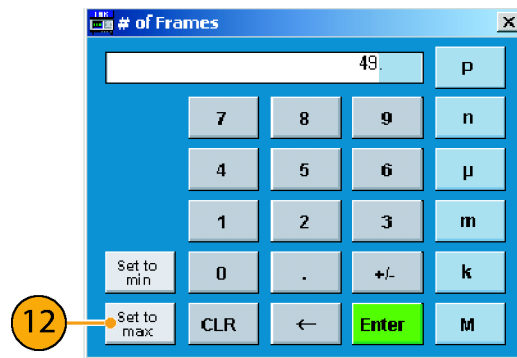 TEK
# of Frames
x
49.
p
7 8 9 n
4 5 6 µ
1 2 3 m
Set to
min
0 . +/- k
12
Set to
max
CLR ← Enter M